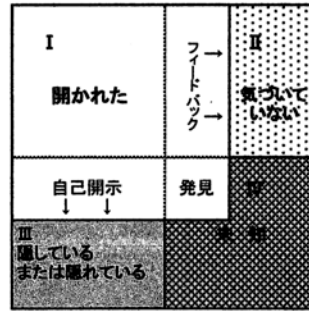 I
開かれた
フィード
バック
→
→
II
気づいて
いない
自己開示
↓ ↓
発見
IV
未知
III
隠している
または隠れている